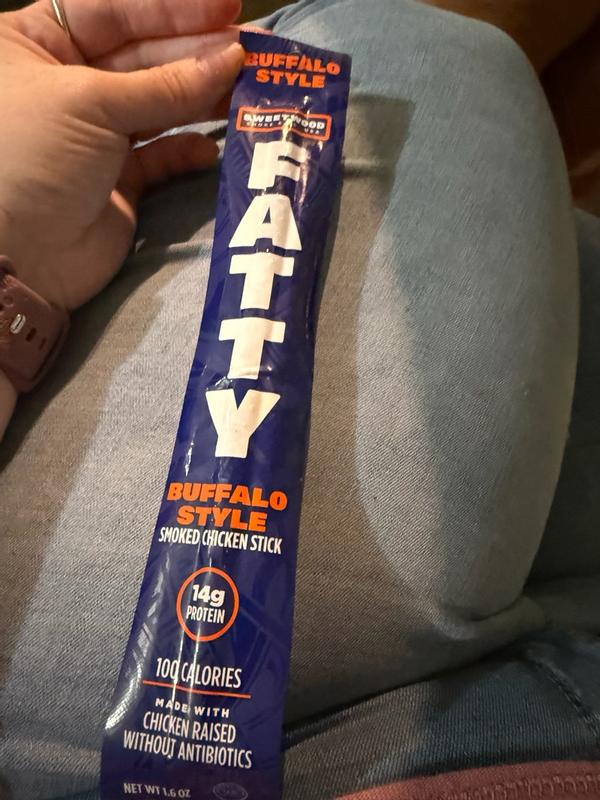 BUFFALO
STYLE
SWEETWOOD
F
A
T
T
Y
BUFFALO
STYLE
SMOKED CHICKEN STICK
14g
PROTEIN
100 CALORIES
MADE WITH
CHICKEN RAISED
WITHOUT ANTIBIOTICS
NET WT 1.6 OZ